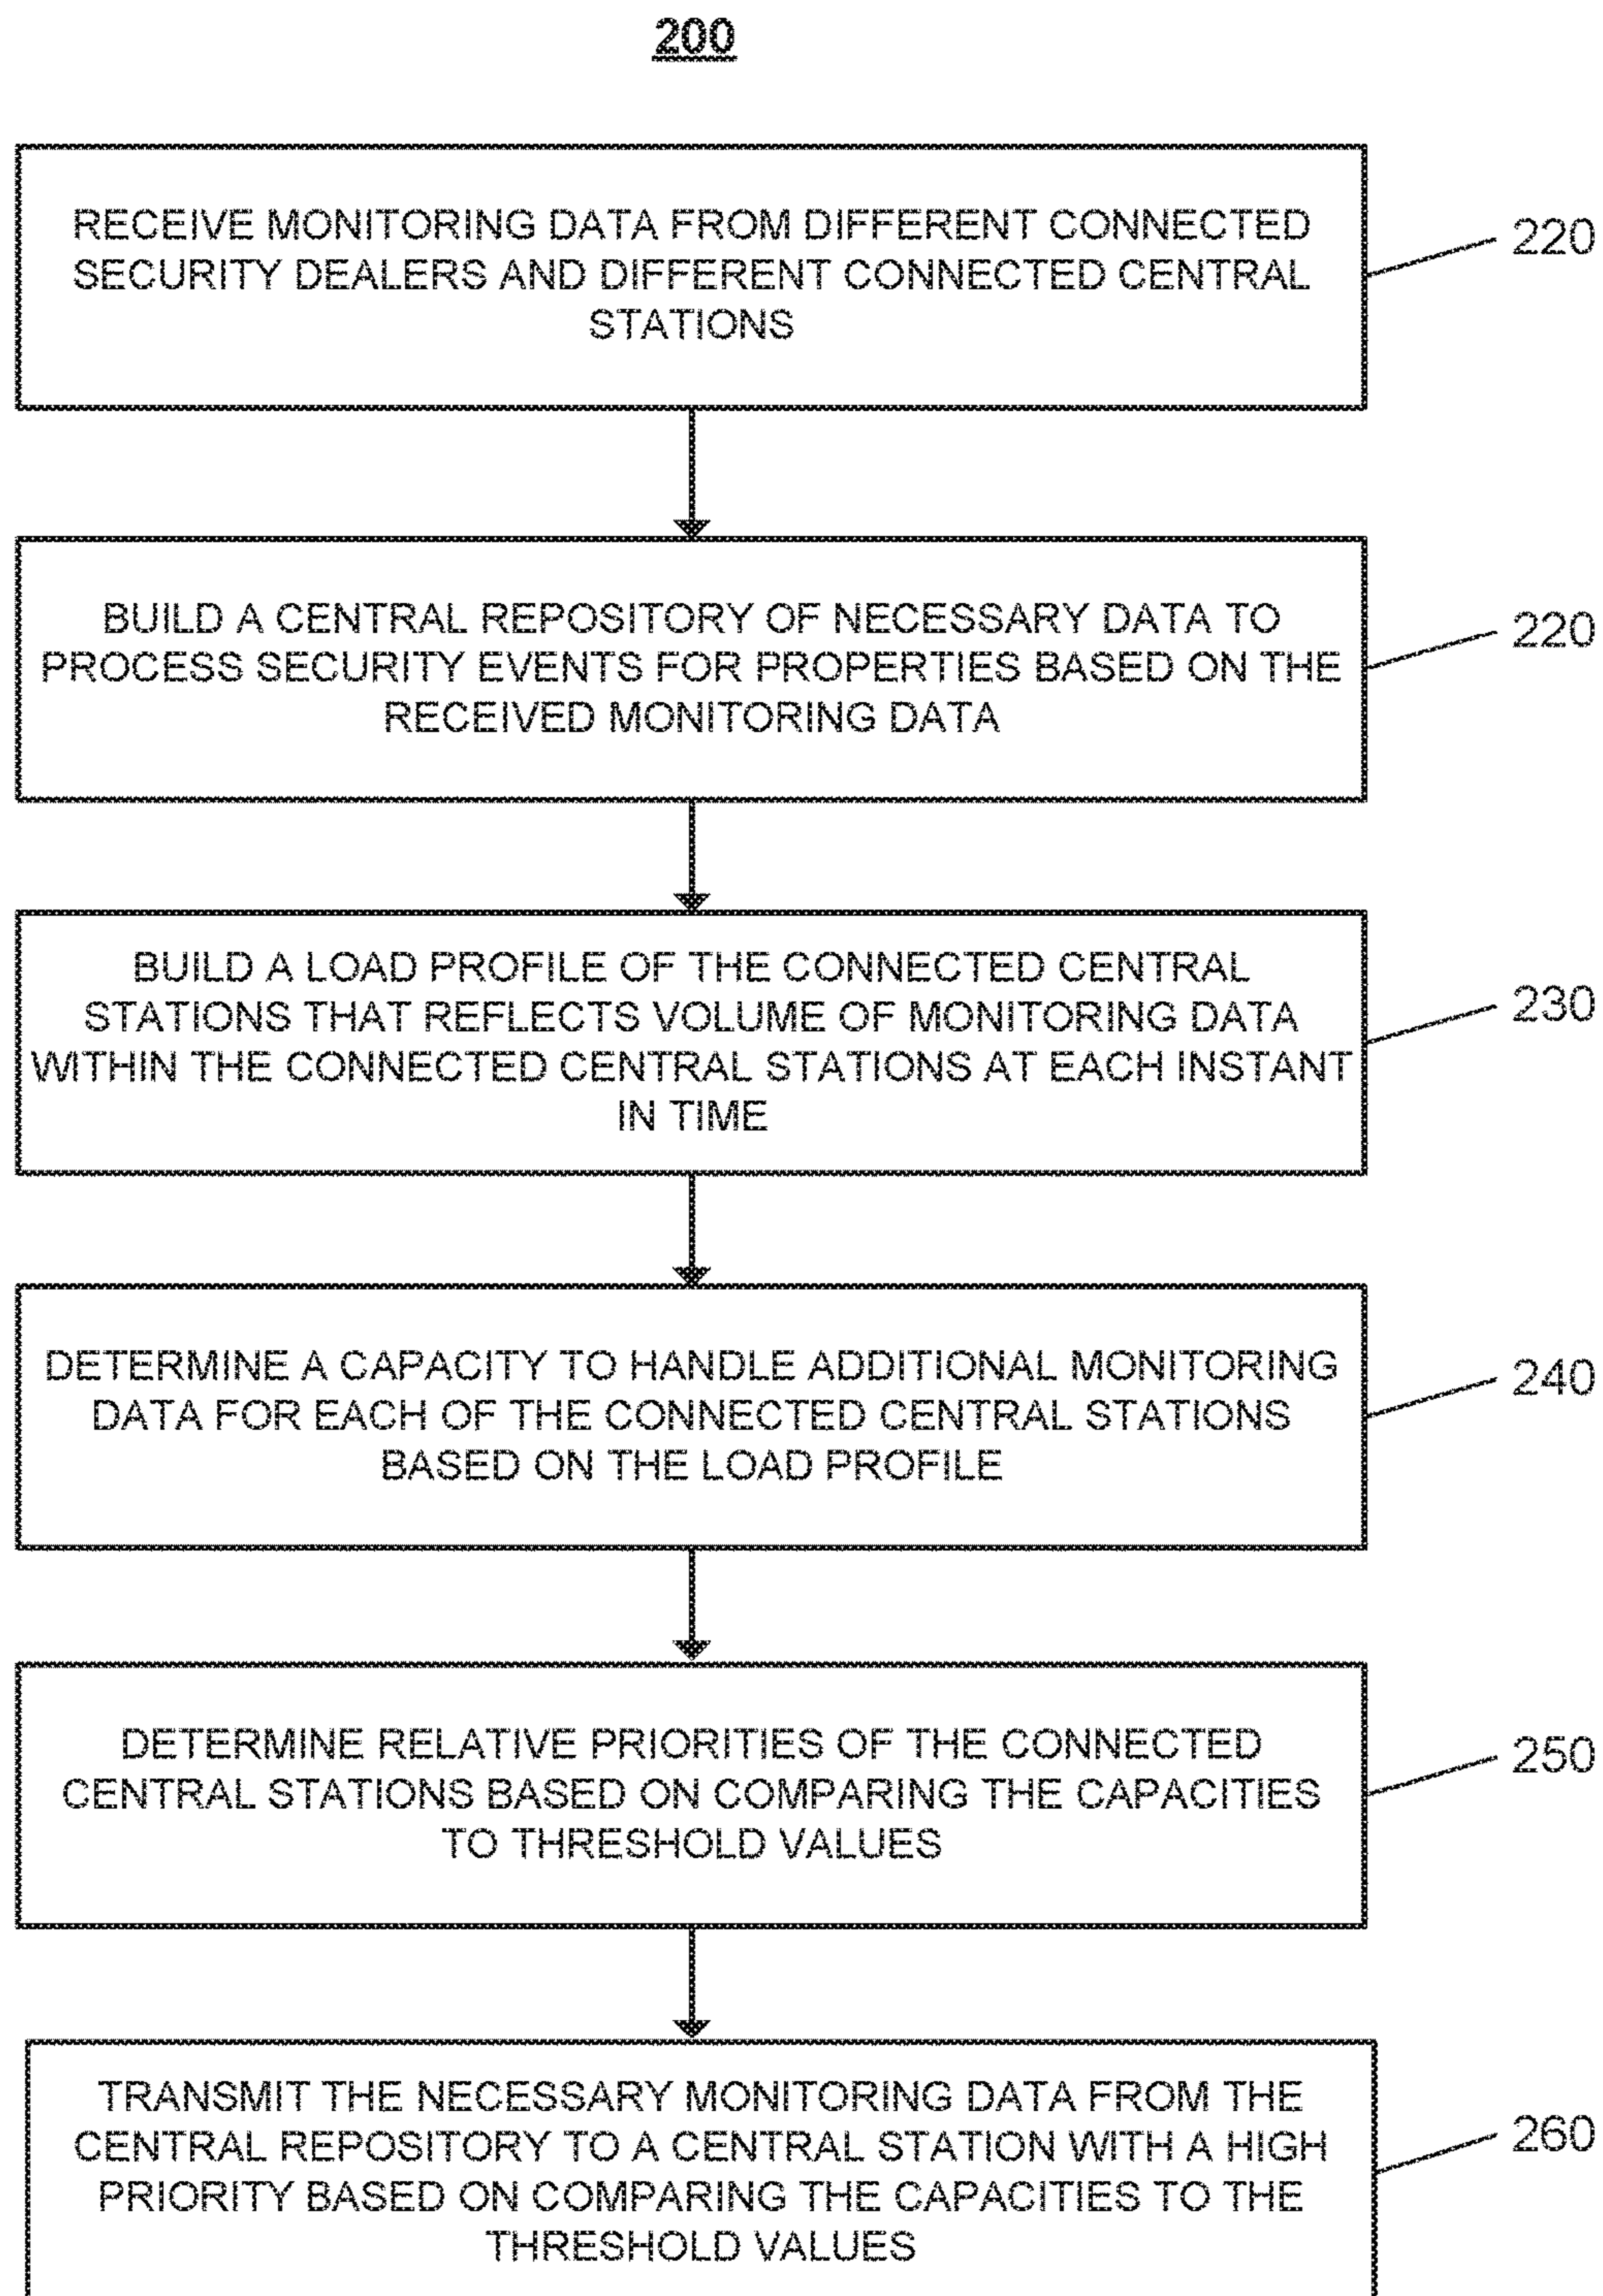 200
RECEIVE MONITORING DATA FROM DIFFERENT CONNECTED
SECURITY DEALERS AND DIFFERENT CONNECTED CENTRAL
STATIONS
220
BUILD A CENTRAL REPOSITORY OF NECESSARY DATA TO
PROCESS SECURITY EVENTS FOR PROPERTIES BASED ON THE
RECEIVED MONITORING DATA
220
BUILD A LOAD PROFILE OF THE CONNECTED CENTRAL
STATIONS THAT REFLECTS VOLUME OF MONITORING DATA
WITHIN THE CONNECTED CENTRAL STATIONS AT EACH INSTANT
IN TIME
230
DETERMINE A CAPACITY TO HANDLE ADDITIONAL MONITORING
DATA FOR EACH OF THE CONNECTED CENTRAL STATIONS
BASED ON THE LOAD PROFILE
240
DETERMINE RELATIVE PRIORITIES OF THE CONNECTED
CENTRAL STATIONS BASED ON COMPARING THE CAPACITIES
TO THRESHOLD VALUES
250
TRANSMIT THE NECESSARY MONITORING DATA FROM THE
CENTRAL REPOSITORY TO A CENTRAL STATION WITH A HIGH
PRIORITY BASED ON COMPARING THE CAPACITIES TO THE
THRESHOLD VALUES
260